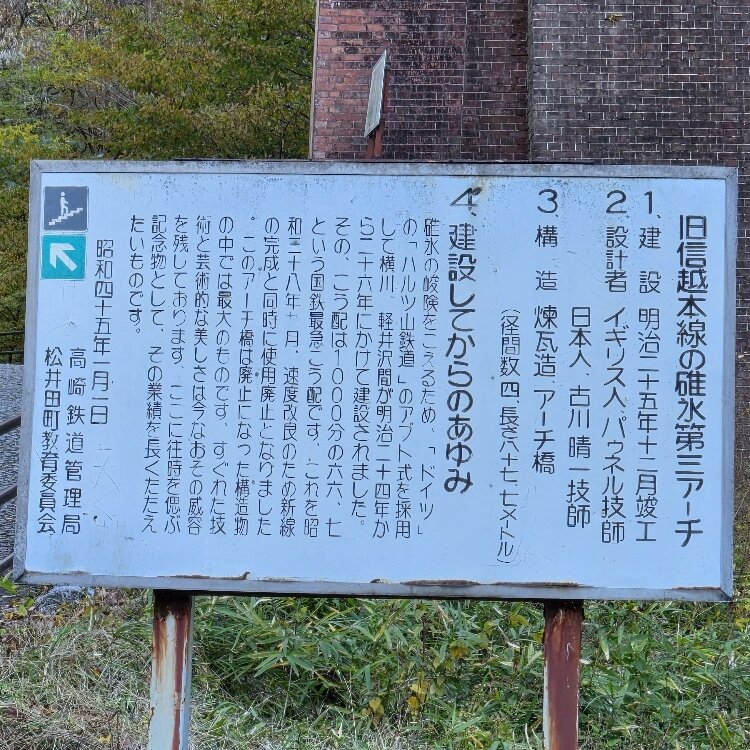 旧信越本線の碓氷第三アーチ
1、建設 明治二十五年十二月竣工
2 設計者 イギリス人、パウネル技師
日本人、古川晴一技師
3、構造 煉瓦造、アーチ橋
(径間数 四、長さ 八十七、七メートル)
4、建設してからのあゆみ
碓氷の峻険をこえるため、「ドイツ」
の「ハルツ山鉄道」のアプト式を採用
して横川、軽井沢間が明治二十四年か
ら二十六年にかけて建設されました。
その、こう配は1000分の六六、七
という国鉄最急こう配です、これを昭
和三十八年 月、速度改良のため新線
の完成と同時に使用廃止となりました
。このアーチ橋は廃止になった構造物
の中では最大のものです、すぐれた技
術と芸術的な美しさは今なおその威容
を残しております、ここに往時を偲ぶ
記念物として、その業績を長くたたえ
たいものです。
昭和四十五年一月一日
高崎鉄道管理局
松井田町教育委員会